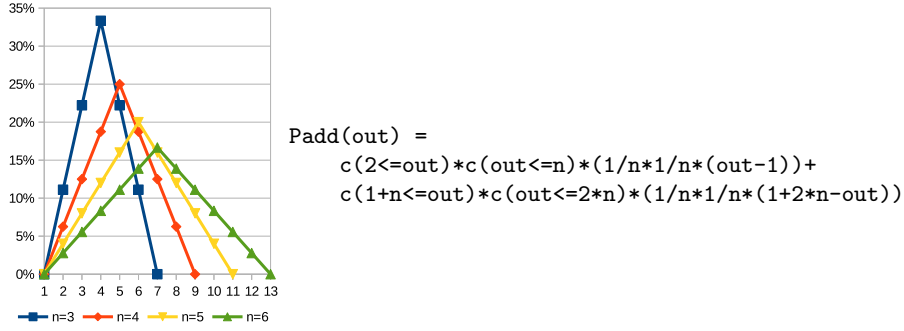 35%
30%
25%
20%
15%
10%
5%
0%
1 2 3 4 5 6 7 8 9 10 11 12 13
n=3 n=4 n=5 n=6
Padd(out) =
c(2<=out)*c(out<=n)*(1/n*1/n*(out-1))+
c(1+n<=out)*c(out<=2*n)*(1/n*1/n*(1+2*n-out))